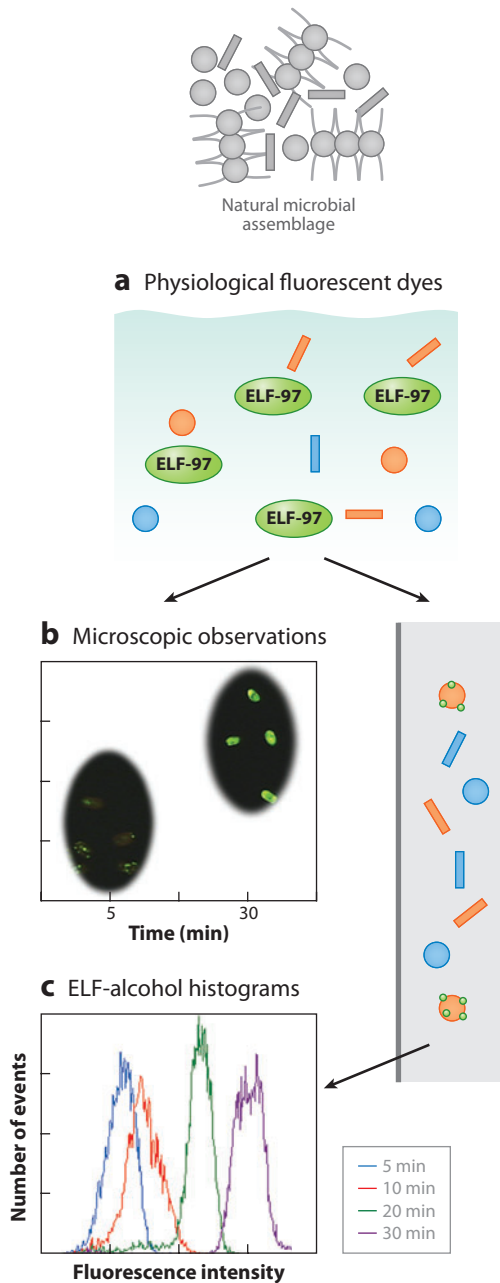 Natural microbial
assemblage
a Physiological fluorescent dyes
ELF-97
ELF-97
ELF-97
ELF-97
b Microscopic observations
5
30
Time (min)
c ELF-alcohol histograms
Number of events
Fluorescence intensity
5 min
10 min
20 min
30 min